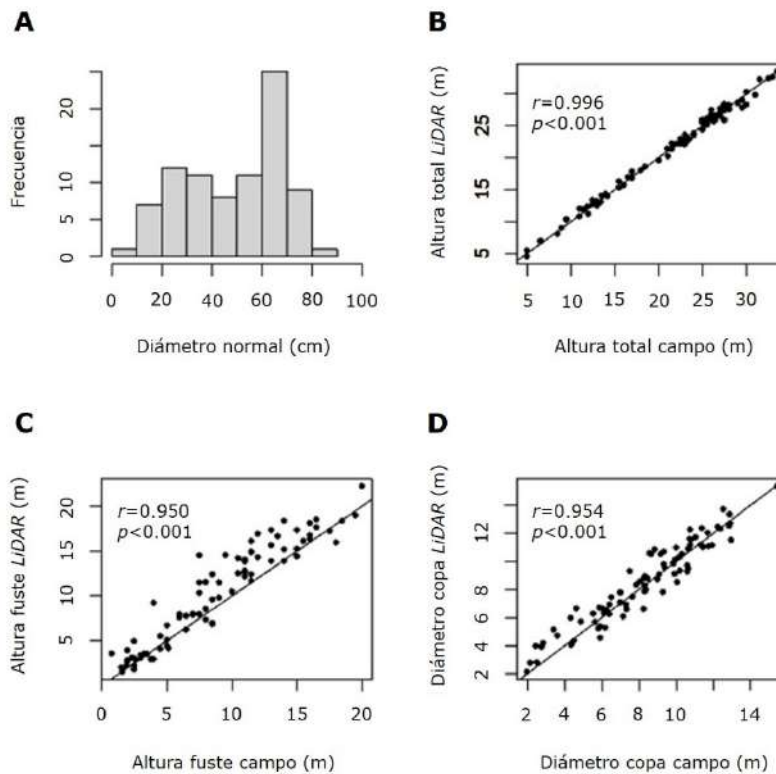 A
Frecuencia
20
10
5
0
0 20 40 60 80 100
Diámetro normal (cm)
B
Altura total LiDAR (m)
r=0.996
p<0.001
25
15
5
5 10 15 20 25 30
Altura total campo (m)
C
Altura fuste LiDAR (m)
r=0.950
p<0.001
20
15
10
5
0 5 10 15 20
Altura fuste campo (m)
D
Diámetro copa LiDAR (m)
r=0.954
p<0.001
12
8
6
4
2
2 4 6 8 10 14
Diámetro copa campo (m)